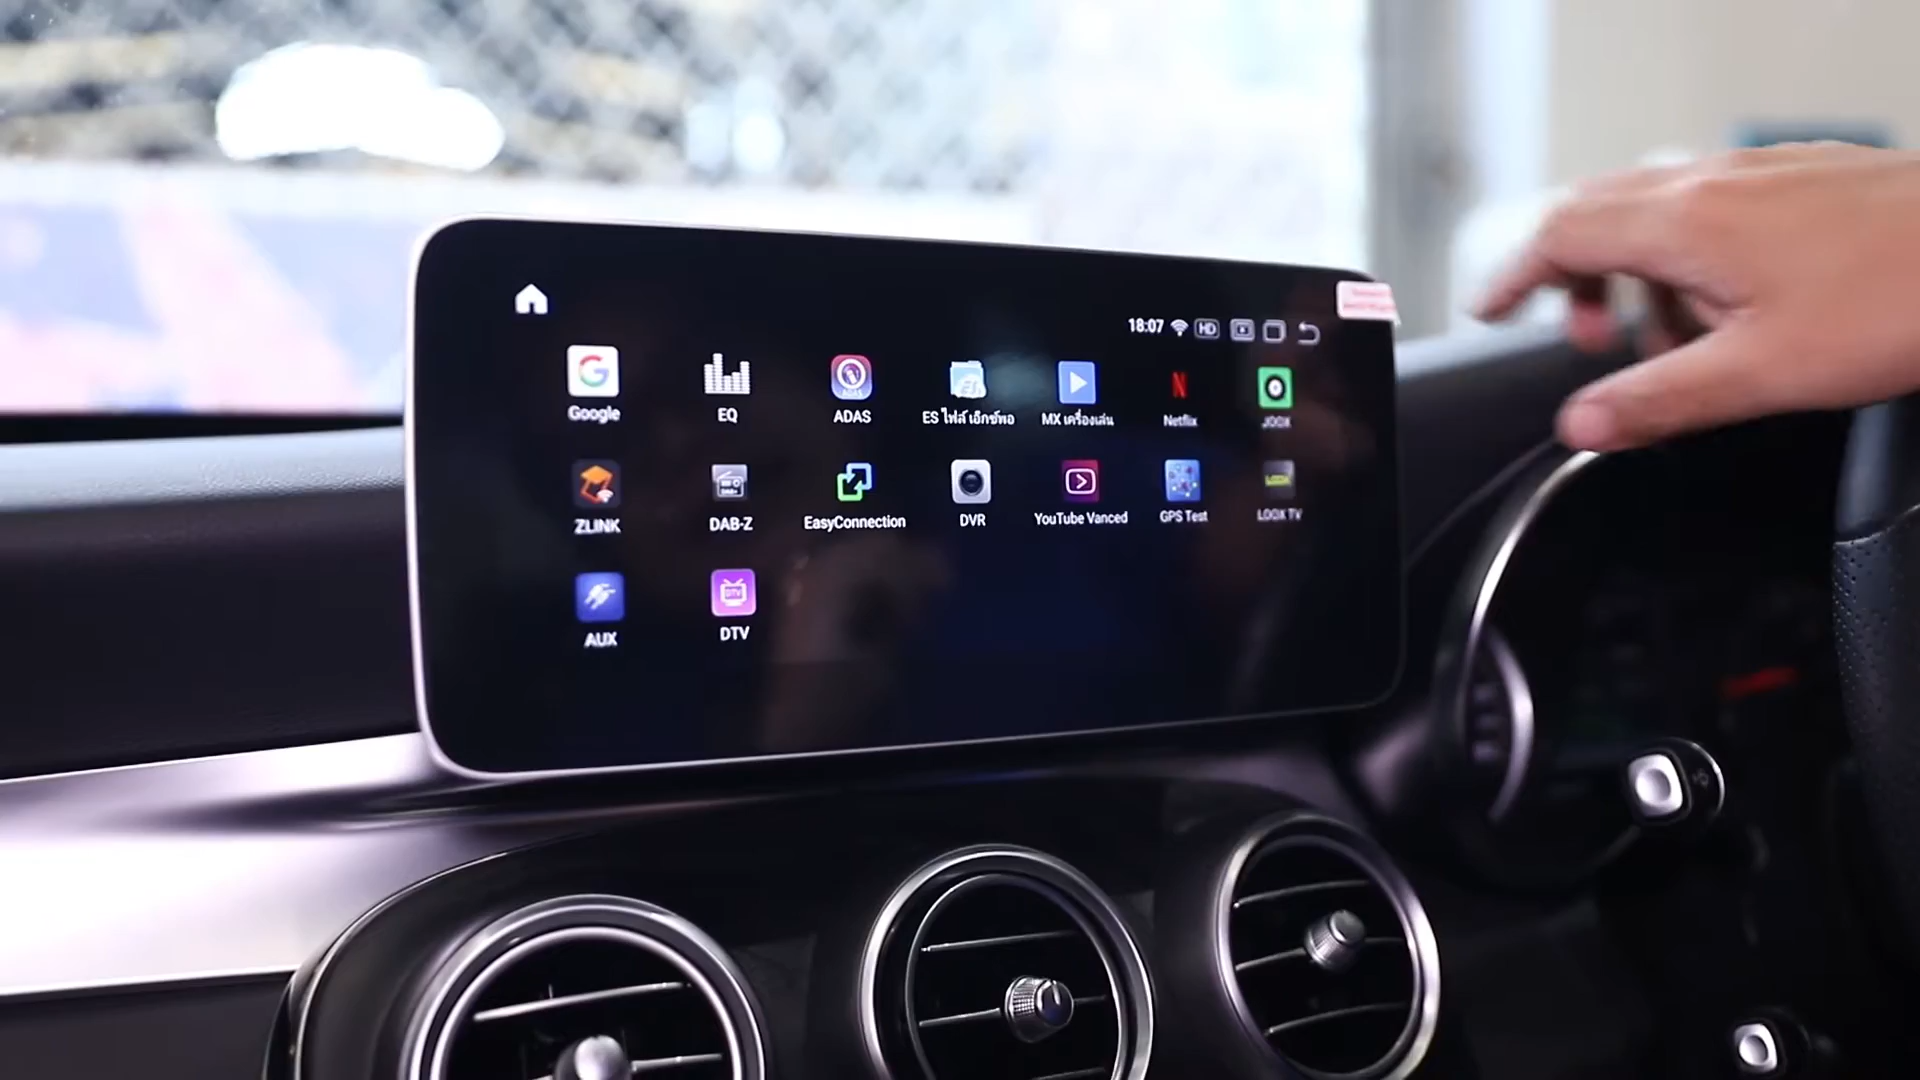 18:07 HD
Google EQ ADAS ES ไฟล์ เอ็กซ์พอ MX เครื่องเล่น Netflix JOOX
ZLINK DAB-Z EasyConnection DVR YouTube Vanced GPS Test LOOX TV
AUX DTV